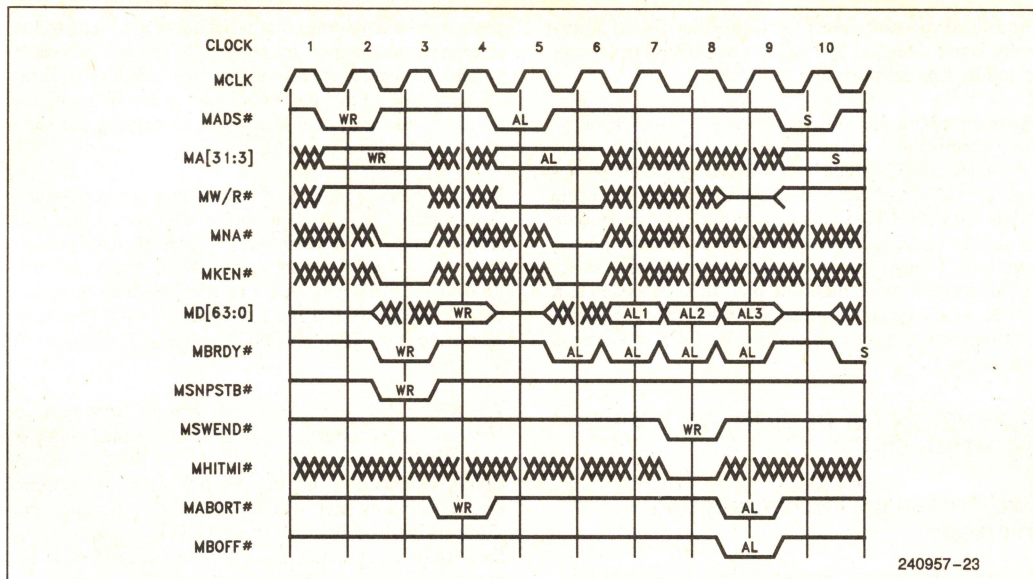 CLOCK 1 2 3 4 5 6 7 8 9 10
MCLK
MADS# WR AL S
MA[31:3] WR AL S
MW/R#
MNA#
MKEN#
MD[63:0] WR AL1 AL2 AL3
MBRDY# WR AL AL AL AL S
MSNPSTB# WR
MSWEND# WR
MHITMI#
MABORT# WR AL
MBOFF# AL
240957-23